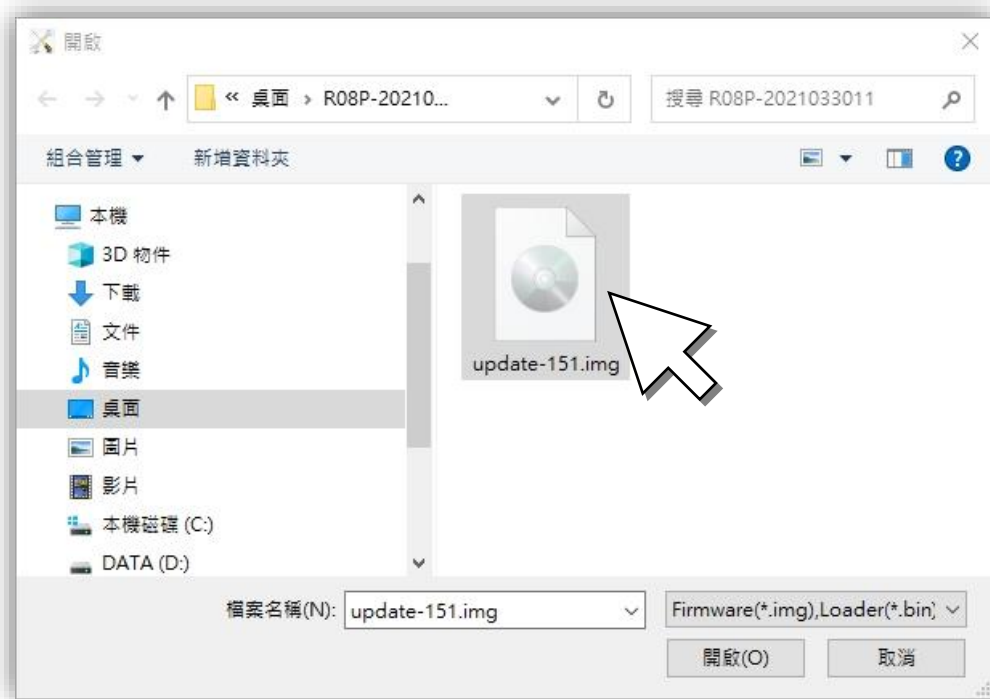 開啟
« 桌面 › R08P-20210...
搜尋 R08P-2021033011
組合管理
新增資料夾
?
本機
3D 物件
下載
文件
音樂
桌面
圖片
影片
本機磁碟 (C:)
DATA (D:)
update-151.img
檔案名稱(N):
update-151.img
Firmware(*.img),Loader(*.bin)
開啟(O)
取消